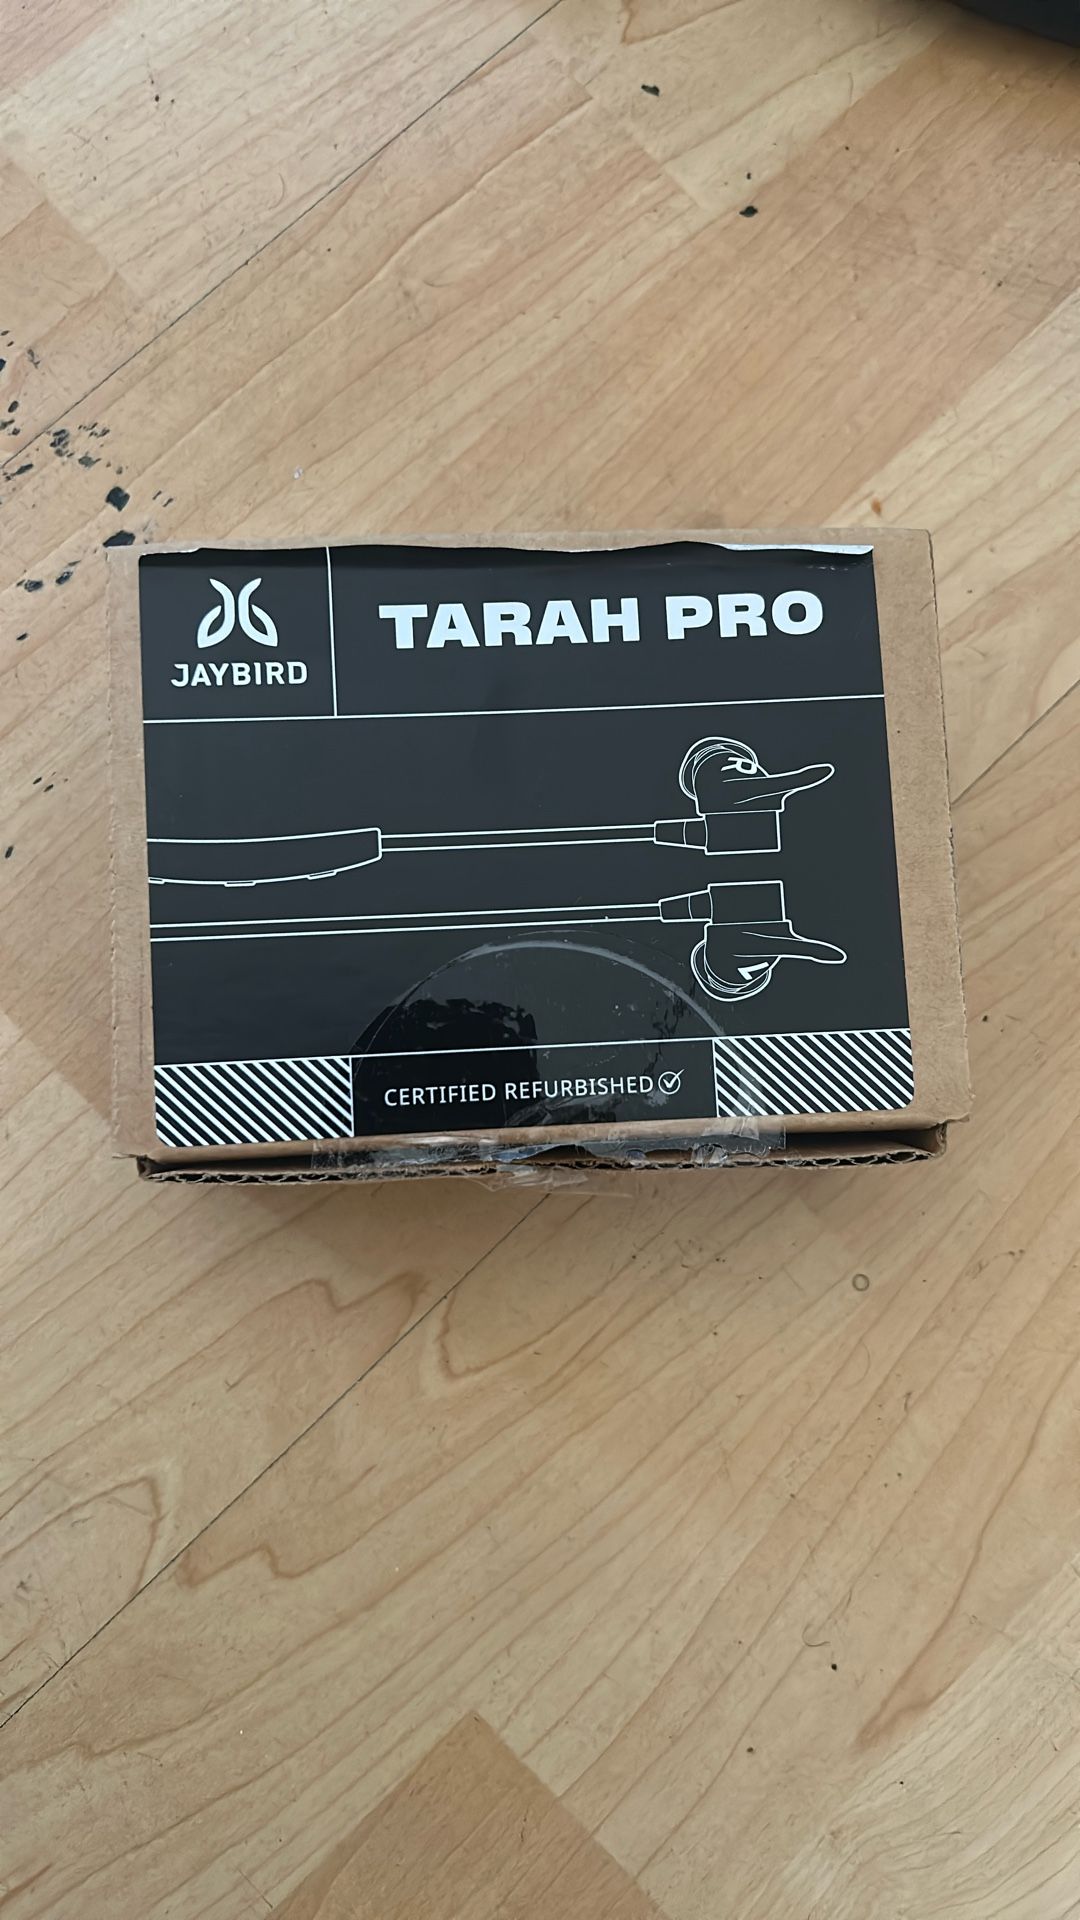 JAYBIRD
TARAH PRO
R
L
CERTIFIED REFURBISHED